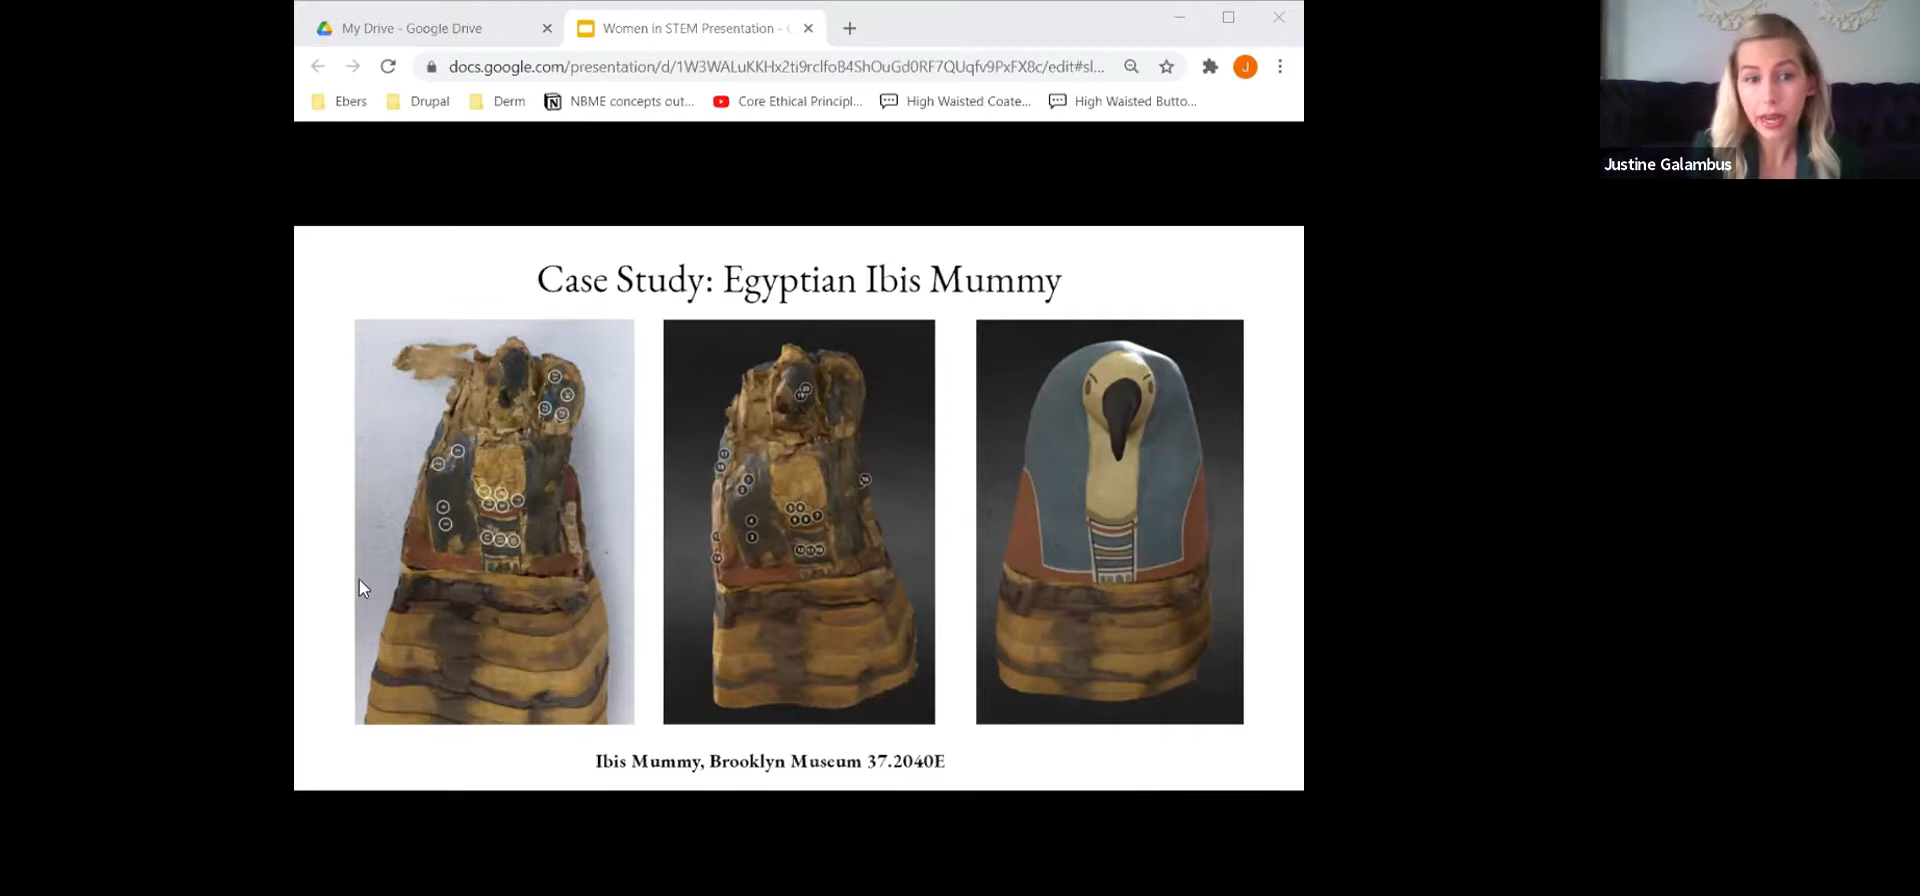 My Drive - Google Drive
Women in STEM Presentation -
docs.google.com/presentation/d/1W3WALuKKHx2ti9rclfoB4ShOuGd0RF7QUqfv9PxFX8c/edit#sl...
J
Ebers
Drupal
Derm
NBME concepts out...
Core Ethical Principl...
High Waisted Coate...
High Waisted Butto...
Justine Galambus
Case Study: Egyptian Ibis Mummy
Ibis Mummy, Brooklyn Museum 37.2040E